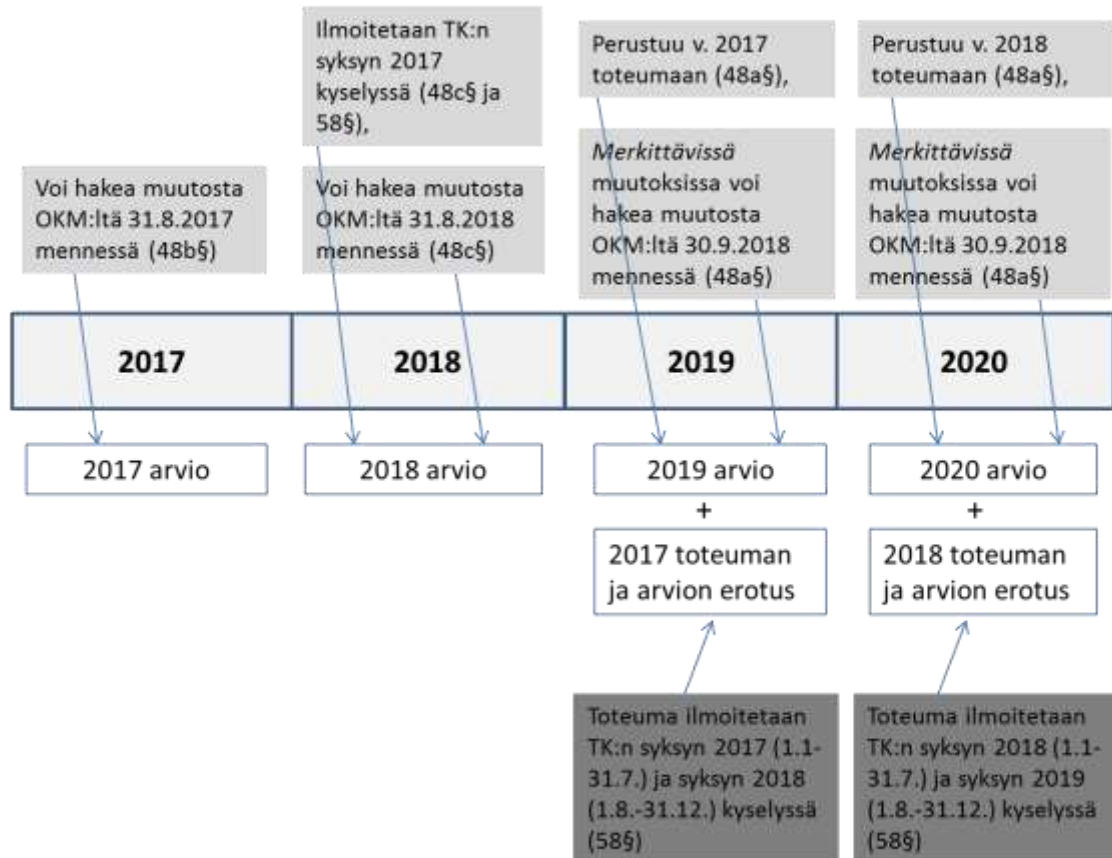 Ilmoitetaan TK:n
syksyn 2017
kyselyssä (48c§ ja
58§),
Perustuu v. 2017
toteumaan (48a§),
Perustuu v. 2018
toteumaan (48a§),
Voi hakea muutosta
OKM:ltä 31.8.2017
mennessä (48b§)
Voi hakea muutosta
OKM:ltä 31.8.2018
mennessä (48c§)
Merkittävissä
muutoksissa voi
hakea muutosta
OKM:ltä 30.9.2018
mennessä (48a§)
Merkittävissä
muutoksissa voi
hakea muutosta
OKM:ltä 30.9.2018
mennessä (48a§)
2017
2018
2019
2020
2017 arvio
2018 arvio
2019 arvio
2020 arvio
+
+
2017 toteuman
ja arvion erotus
2018 toteuman
ja arvion erotus
Toteuma ilmoitetaan
TK:n syksyn 2017 (1.1-
31.7.) ja syksyn 2018
(1.8.-31.12.) kyselyssä
(58§)
Toteuma ilmoitetaan
TK:n syksyn 2018 (1.1-
31.7.) ja syksyn 2019
(1.8.-31.12.) kyselyssä
(58§)